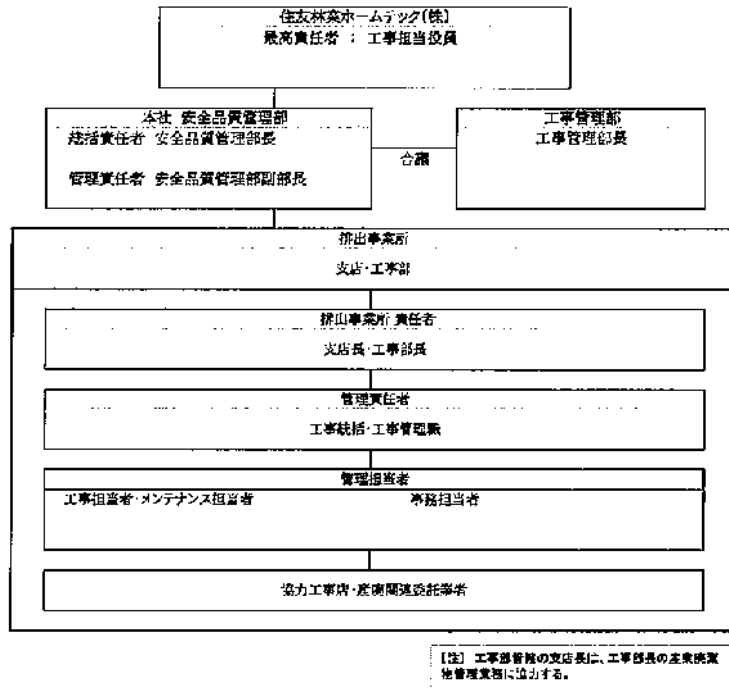 住友林業ホームテック(株)
最高責任者 ： 工事担当役員
本社 安全品質管理部
統括責任者 安全品質管理部長
管理責任者 安全品質管理部副部長
合議
工事管理部
工事管理部長
排出事業所
支店・工事部
排出事業所 責任者
支店長・工事部長
管理責任者
工事統括・工事管理職
管理担当者
工事担当者・メンテナンス担当者 事務担当者
協力工事店・産廃関連委託業者
[注] 工事部管轄の支店長は、工事部長の産業廃棄
物管理業務に協力する。